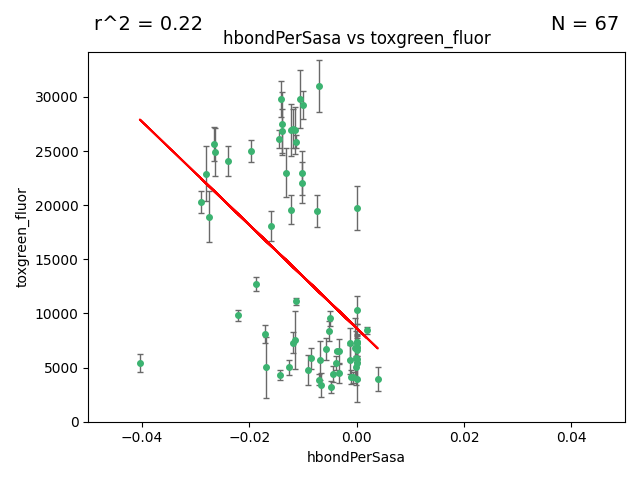 r^2 = 0.22
N = 67
hbondPerSasa vs toxgreen_fluor
toxgreen_fluor
30000
25000
20000
15000
10000
5000
0
−0.04
−0.02
0.00
0.02
0.04
hbondPerSasa